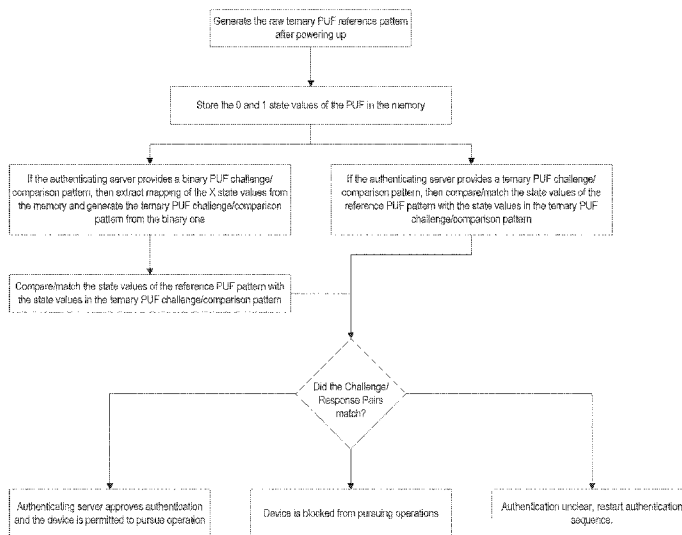 Generate the raw ternary PUF reference pattern
after powering up
Store the 0 and 1 state values of the PUF in the memory
If the authenticating server provides a binary PUF challenge/
comparison pattern, then extract mapping of the X state values from
the memory and generate the ternary PUF challenge/comparison
pattern from the binary one
If the authenticating server provides a ternary PUF challenge/
comparison pattern, then compare/match the state values of the
reference PUF pattern with the state values in the ternary PUF
challenge/comparison pattern
Compare/match the state values of the reference PUF pattern with
the state values in the ternary PUF challenge/comparison pattern
Did the Challenge/
Response Pairs
match?
Authenticating server approves authentication
and the device is permitted to pursue operation
Device is blocked from pursuing operations
Authentication unclear, restart authentication
sequence.